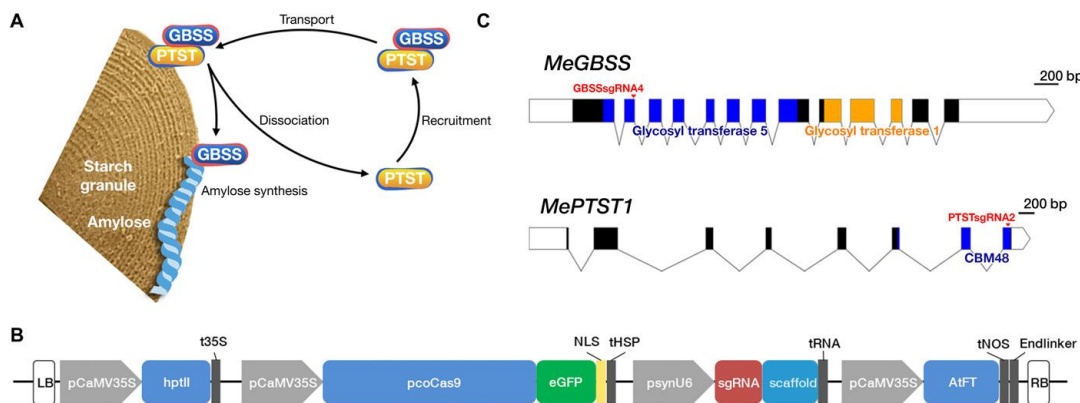 A
GBSS
PTST
Transport
GBSS
PTST
Dissociation
Recruitment
GBSS
PTST
Amylose synthesis
Starch
granule
Amylose
C
MeGBSS
200 bp
GBSSsgRNA4
Glycosyl transferase 5
Glycosyl transferase 1
MePTST1
200 bp
PTSTsgRNA2
CBM48
B
t35S
NLS
tHSP
tRNA
tNOS
Endlinker
LB
pCaMV35S
hptII
pCaMV35S
pcoCas9
eGFP
psynU6
sgRNA
scaffold
pCaMV35S
AtFT
RB